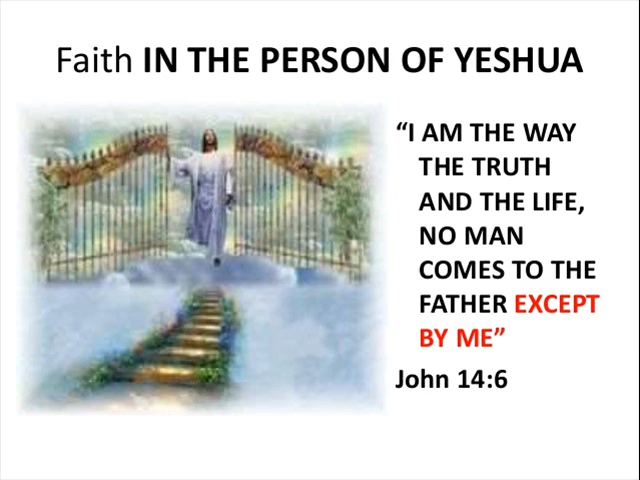 Faith IN THE PERSON OF YESHUA
“I AM THE WAY
THE TRUTH
AND THE LIFE,
NO MAN
COMES TO THE
FATHER EXCEPT
BY ME”
John 14:6